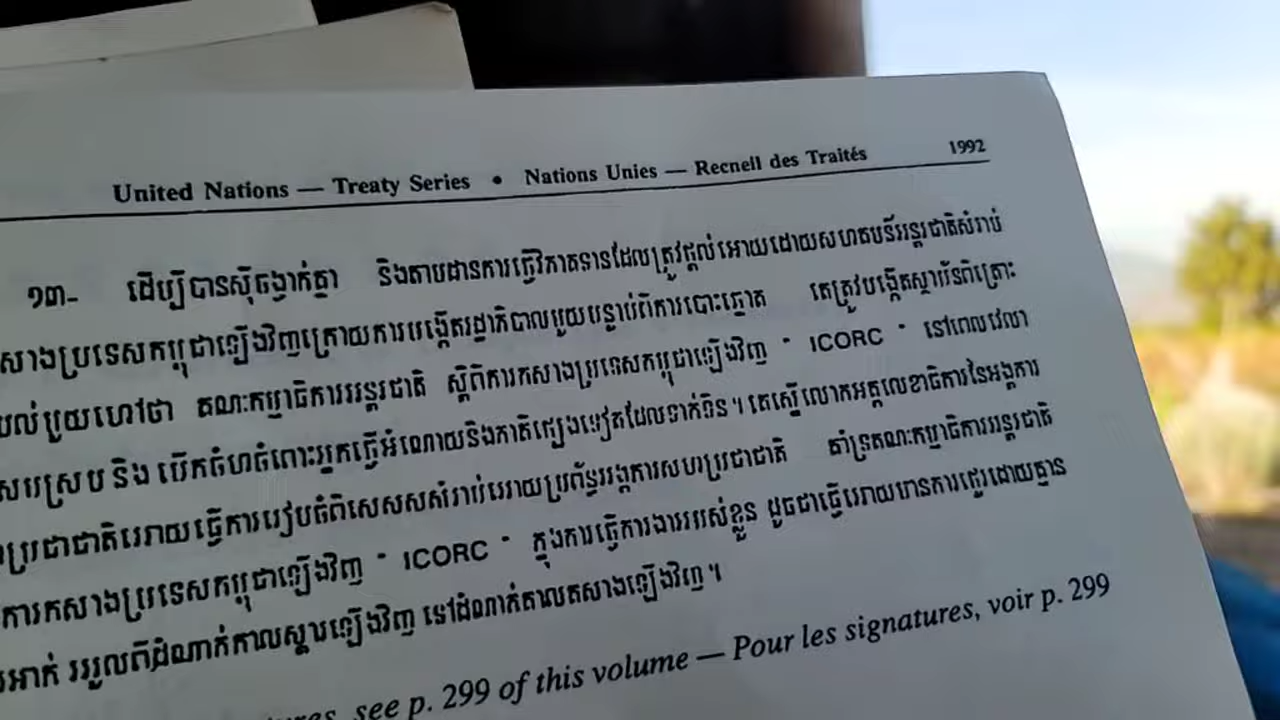 United Nations — Treaty Series • Nations Unies — Recneil des Traités 1992
១៣- ដើម្បីបានស៊ីចង្វាក់គ្នា និងតាមដានការធ្វើវិភាគទានដែលត្រូវផ្តល់អោយដោយសហគមន៍អន្តរជាតិសំរាប់
សាងប្រទេសកម្ពុជាឡើងវិញក្រោយការបង្កើតរដ្ឋាភិបាលមួយបន្ទាប់ពីការបោះឆ្នោត គេត្រូវបង្កើតស្ថាប័នពិគ្រោះ
យល់មួយហៅថា គណៈកម្មាធិការអន្តរជាតិ ស្តីពីការកសាងប្រទេសកម្ពុជាឡើងវិញ " ICORC " នៅពេលវេលា
សមស្រប និង បើកចំហចំពោះអ្នកធ្វើអំណោយនិងភាគីផ្សេងទៀតដែលទាក់ទិន ។ គេស្នើលោកអគ្គលេខាធិការនៃអង្គការ
ប្រជាជាតិអោយធ្វើការរៀបចំពិសេសសសំរាប់អោយប្រព័ន្ធអង្គការសហប្រជាជាតិ គាំទ្រគណៈកម្មាធិការអន្តរជាតិ
ការកសាងប្រទេសកម្ពុជាឡើងវិញ " ICORC " ក្នុងការធ្វើការងាររបស់ខ្លួន ដូចជាធ្វើអោយមានការផ្ទេរដោយគ្មាន
អាក់ អួលពីដំណាក់កាលស្តារឡើងវិញ ទៅដំណាក់កាលកសាងឡើងវិញ ។
see p. 299 of this volume — Pour les signatures, voir p. 299